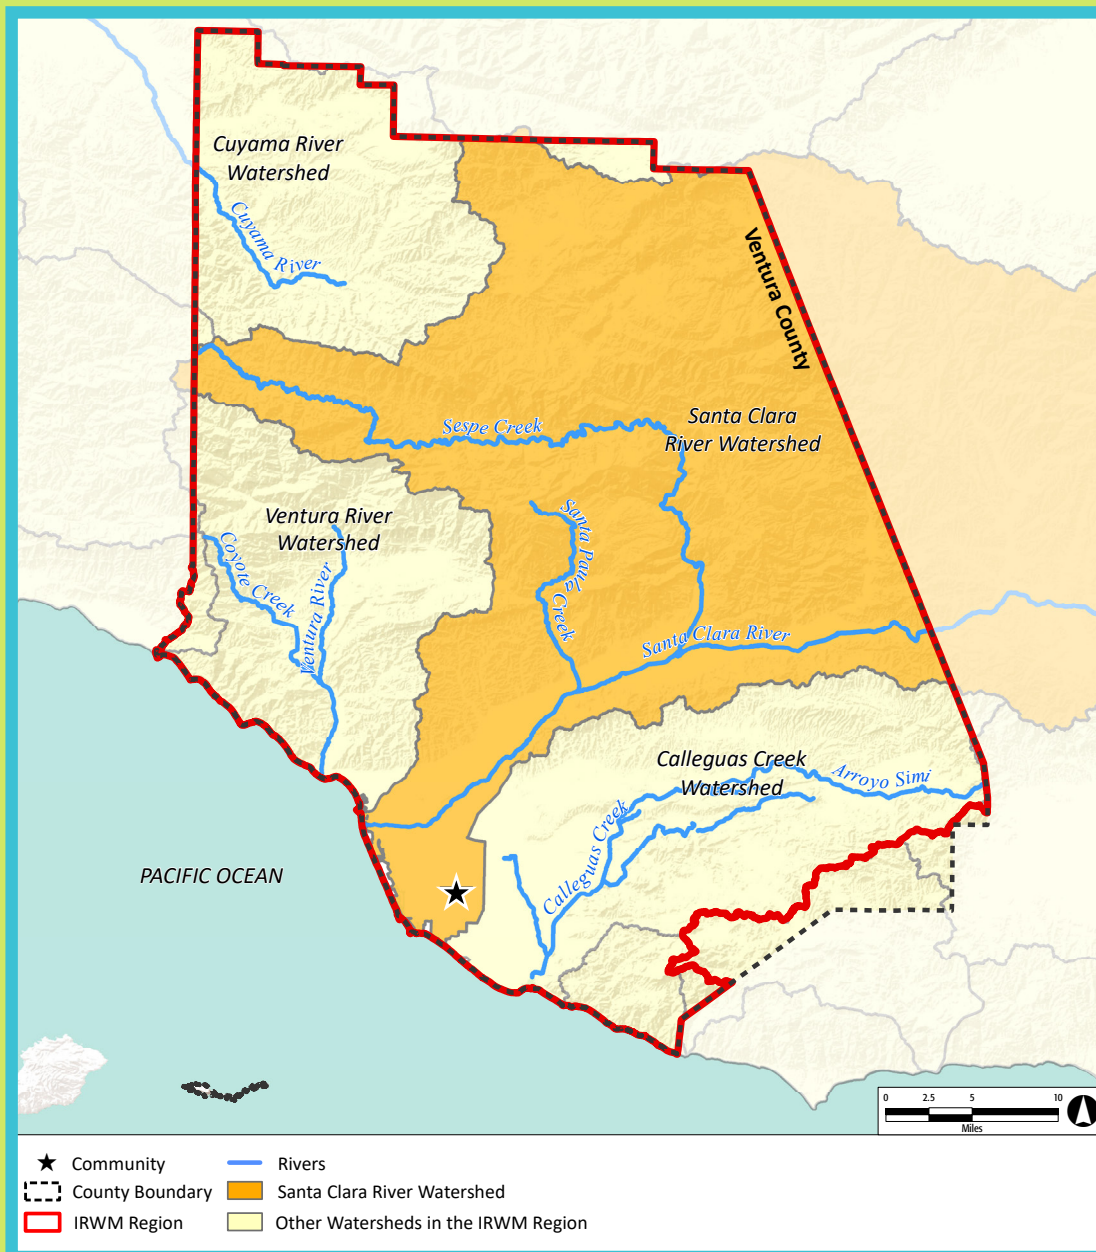 Cuyama River
Watershed
Cuyama River
Ventura County
Santa Clara
River Watershed
Sespe Creek
Ventura River
Watershed
Santa Paula
Creek
Coyote Creek
Ventura River
Santa Clara River
Calleguas Creek
Watershed
Arroyo Simi
Calleguas Creek
PACIFIC OCEAN
0 2.5 5 10
Miles
Community
Rivers
County Boundary
Santa Clara River Watershed
IRWM Region
Other Watersheds in the IRWM Region